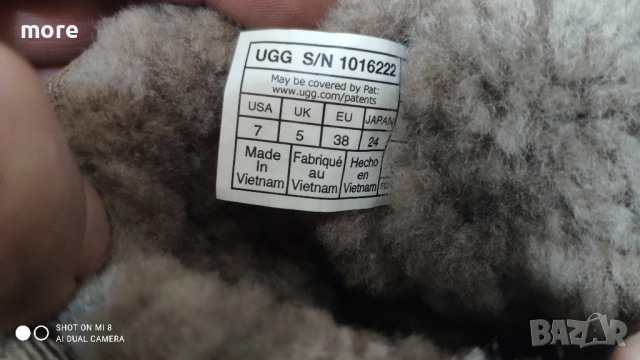 more
UGG S/N 1016222
May be covered by Pat:
www.ugg.com/patents
USA UK EU JAPAN
7 5 38 24
Made Fabriqué Hecho
In au en
Vietnam Vietnam Vietnam
SHOT ON MI 8
AI DUAL CAMERA
BAZAR